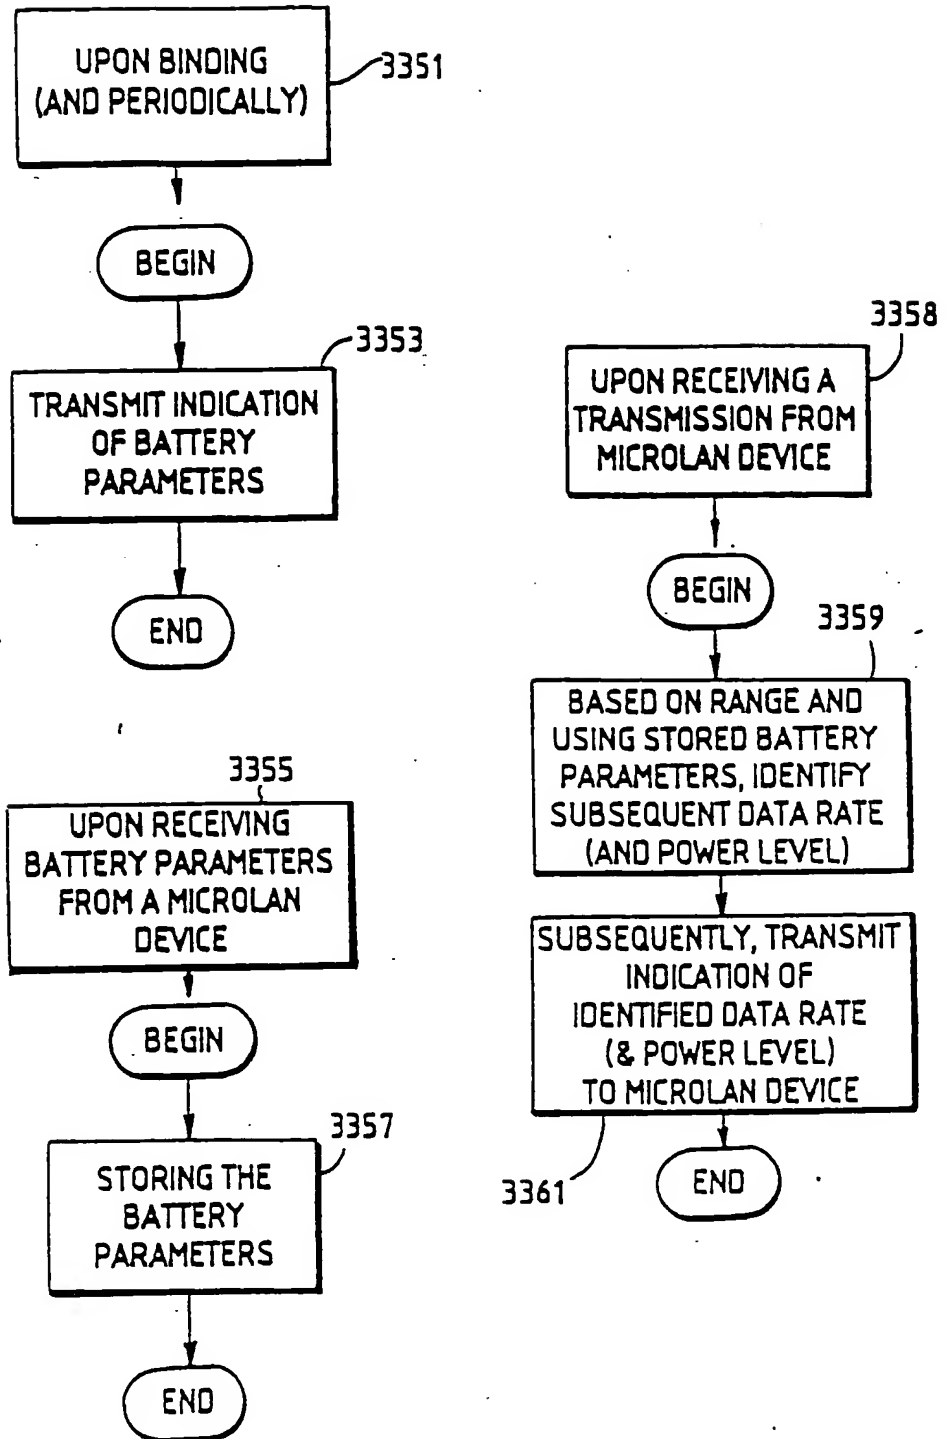 UPON BINDING
(AND PERIODICALLY)
3351
BEGIN
3353
TRANSMIT INDICATION
OF BATTERY
PARAMETERS
END
3355
UPON RECEIVING
BATTERY PARAMETERS
FROM A MICROLAN
DEVICE
BEGIN
3357
STORING THE
BATTERY
PARAMETERS
END
3358
UPON RECEIVING A
TRANSMISSION FROM
MICROLAN DEVICE
BEGIN
3359
BASED ON RANGE AND
USING STORED BATTERY
PARAMETERS, IDENTIFY
SUBSEQUENT DATA RATE
(AND POWER LEVEL)
SUBSEQUENTLY, TRANSMIT
INDICATION OF
IDENTIFIED DATA RATE
(& POWER LEVEL)
TO MICROLAN DEVICE
3361
END